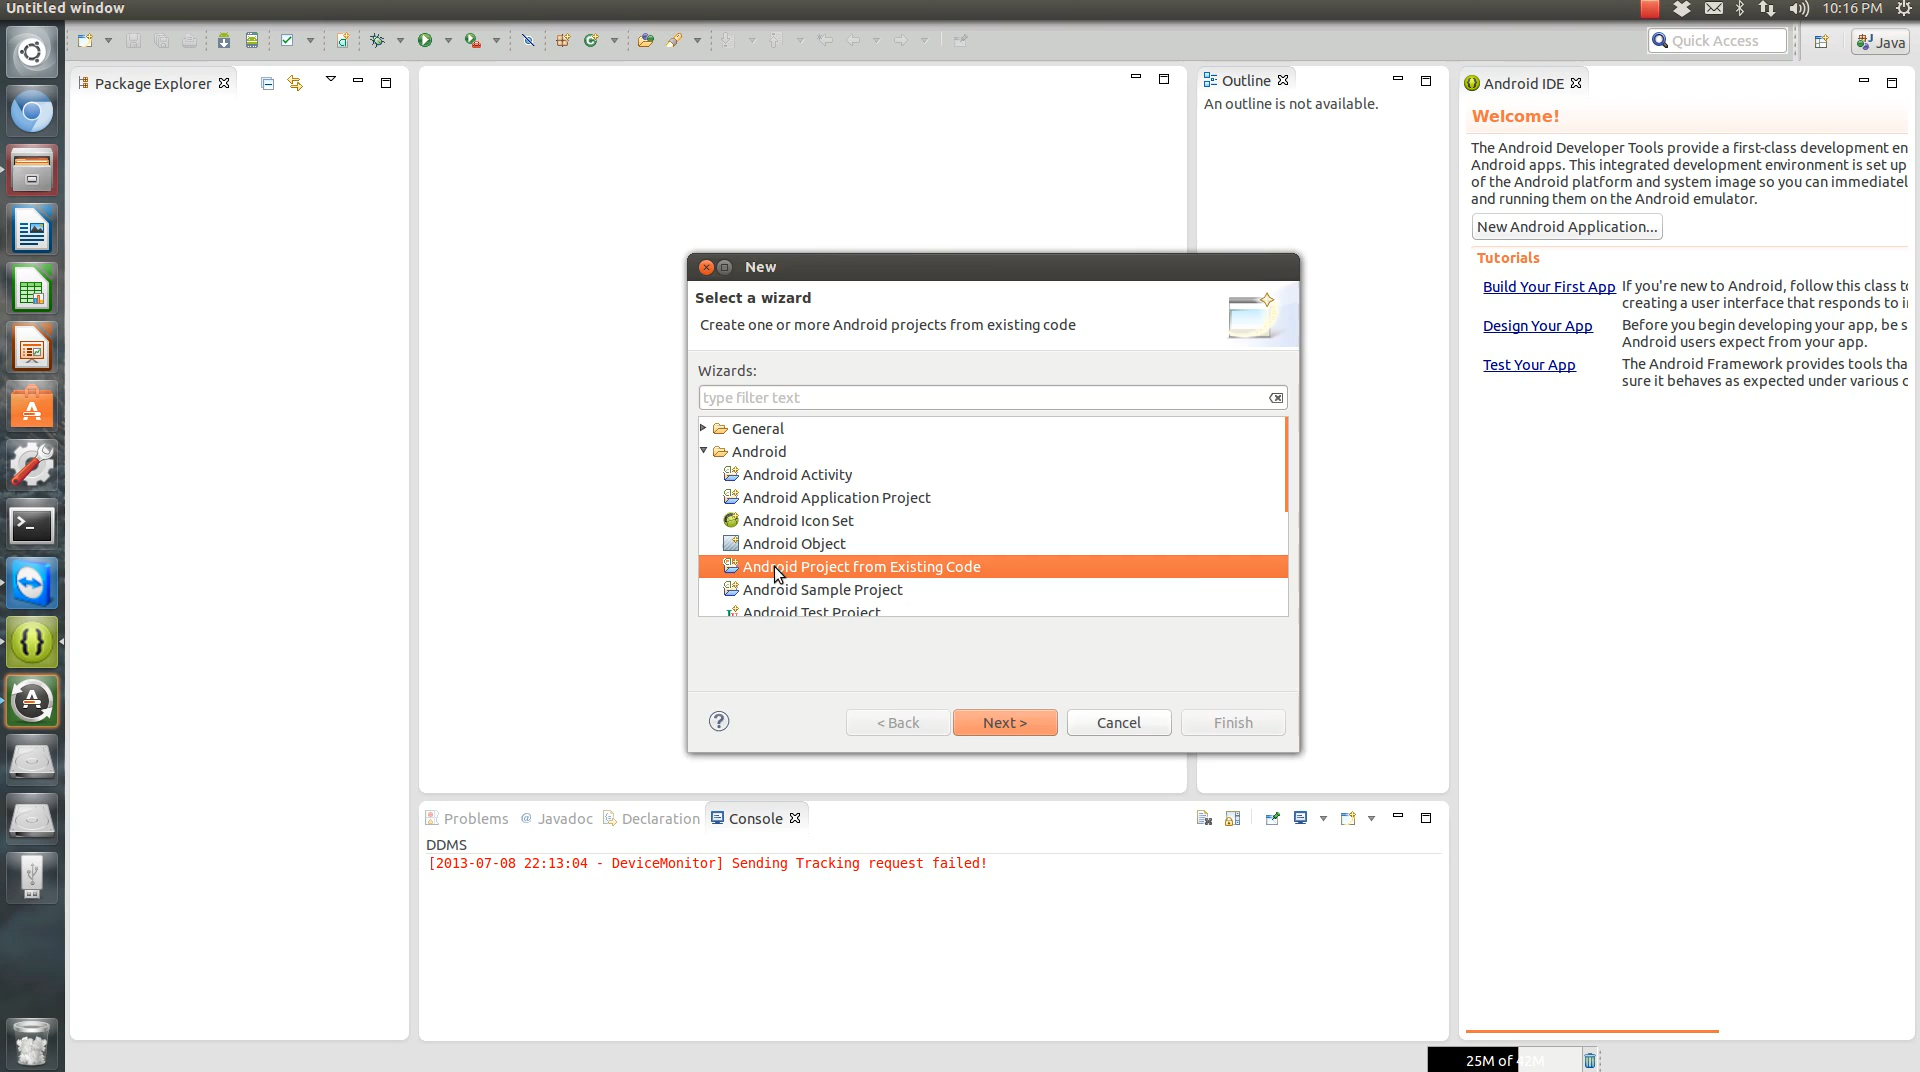 Untitled window
10:16 PM
Quick Access
Java
Package Explorer
Outline
An outline is not available.
Android IDE
Welcome!
The Android Developer Tools provide a first-class development en
Android apps. This integrated development environment is set up
of the Android platform and system image so you can immediatel
and running them on the Android emulator.
New Android Application...
Tutorials
Build Your First App
If you're new to Android, follow this class to
creating a user interface that responds to i
Design Your App
Before you begin developing your app, be s
Android users expect from your app.
Test Your App
The Android Framework provides tools tha
sure it behaves as expected under various c
New
Select a wizard
Create one or more Android projects from existing code
Wizards:
type filter text
General
Android
Android Activity
Android Application Project
Android Icon Set
Android Object
Android Project from Existing Code
Android Sample Project
Android Test Project
< Back
Next >
Cancel
Finish
Problems
@ Javadoc
Declaration
Console
DDMS
[2013-07-08 22:13:04 - DeviceMonitor] Sending Tracking request failed!
25M of 42M